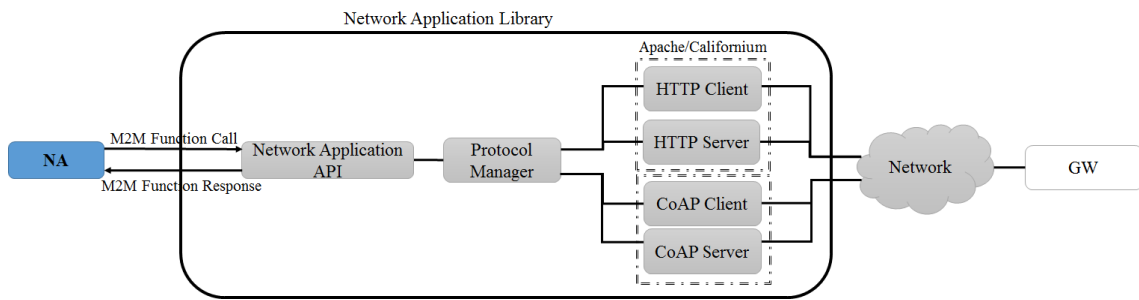 Network Application Library
Apache/Californium
HTTP Client
M2M Function Call
HTTP Server
NA
Network Application
API
Protocol
Manager
Network
GW
M2M Function Response
CoAP Client
CoAP Server